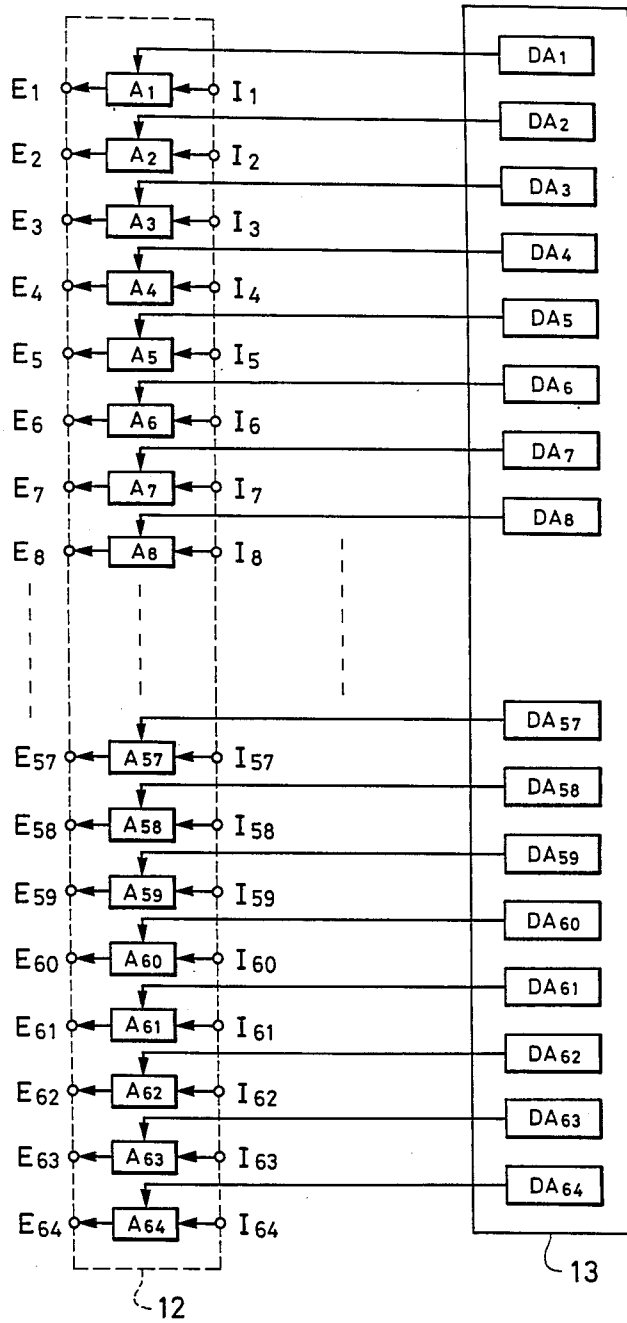 DA1
E1 A1 I1
DA2
E2 A2 I2
DA3
E3 A3 I3
DA4
E4 A4 I4
DA5
E5 A5 I5
DA6
E6 A6 I6
DA7
E7 A7 I7
DA8
E8 A8 I8
DA57
E57 A57 I57
DA58
E58 A58 I58
DA59
E59 A59 I59
DA60
E60 A60 I60
DA61
E61 A61 I61
DA62
E62 A62 I62
DA63
E63 A63 I63
DA64
E64 A64 I64
12
13